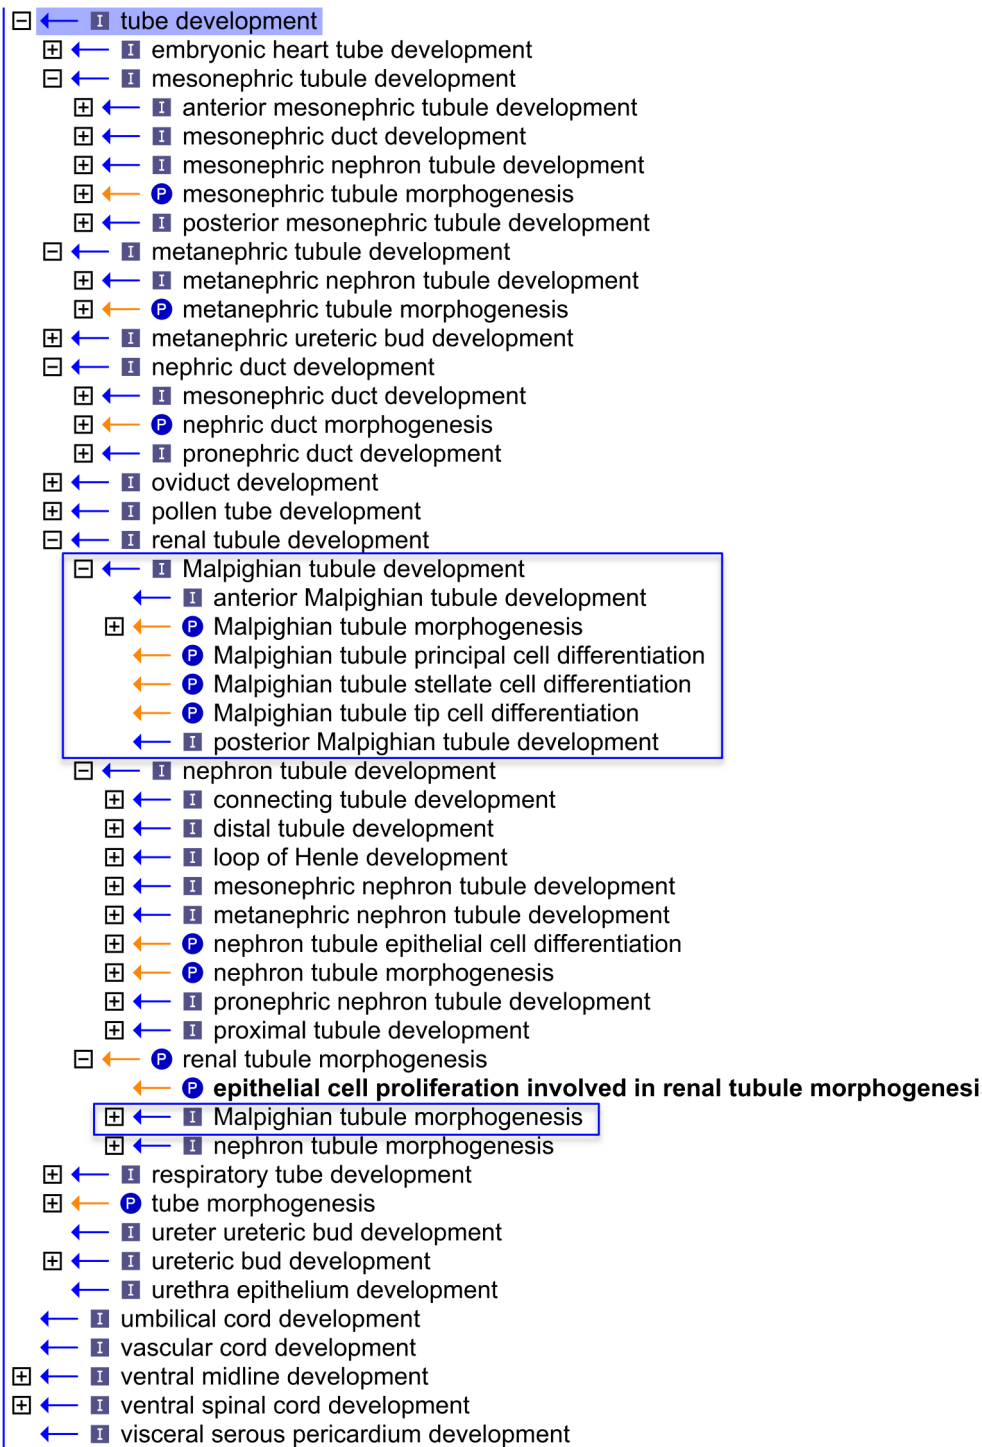 I tube development
I embryonic heart tube development
I mesonephric tubule development
I anterior mesonephric tubule development
I mesonephric duct development
I mesonephric nephron tubule development
P mesonephric tubule morphogenesis
I posterior mesonephric tubule development
I metanephric tubule development
I metanephric nephron tubule development
P metanephric tubule morphogenesis
I metanephric ureteric bud development
I nephric duct development
I mesonephric duct development
P nephric duct morphogenesis
I pronephric duct development
I oviduct development
I pollen tube development
I renal tubule development
I Malpighian tubule development
I anterior Malpighian tubule development
P Malpighian tubule morphogenesis
P Malpighian tubule principal cell differentiation
P Malpighian tubule stellate cell differentiation
P Malpighian tubule tip cell differentiation
I posterior Malpighian tubule development
I nephron tubule development
I connecting tubule development
I distal tubule development
I loop of Henle development
I mesonephric nephron tubule development
I metanephric nephron tubule development
P nephron tubule epithelial cell differentiation
P nephron tubule morphogenesis
I pronephric nephron tubule development
I proximal tubule development
P renal tubule morphogenesis
P epithelial cell proliferation involved in renal tubule morphogenesi
I Malpighian tubule morphogenesis
I nephron tubule morphogenesis
I respiratory tube development
P tube morphogenesis
I ureter ureteric bud development
I ureteric bud development
I urethra epithelium development
I umbilical cord development
I vascular cord development
I ventral midline development
I ventral spinal cord development
I visceral serous pericardium development